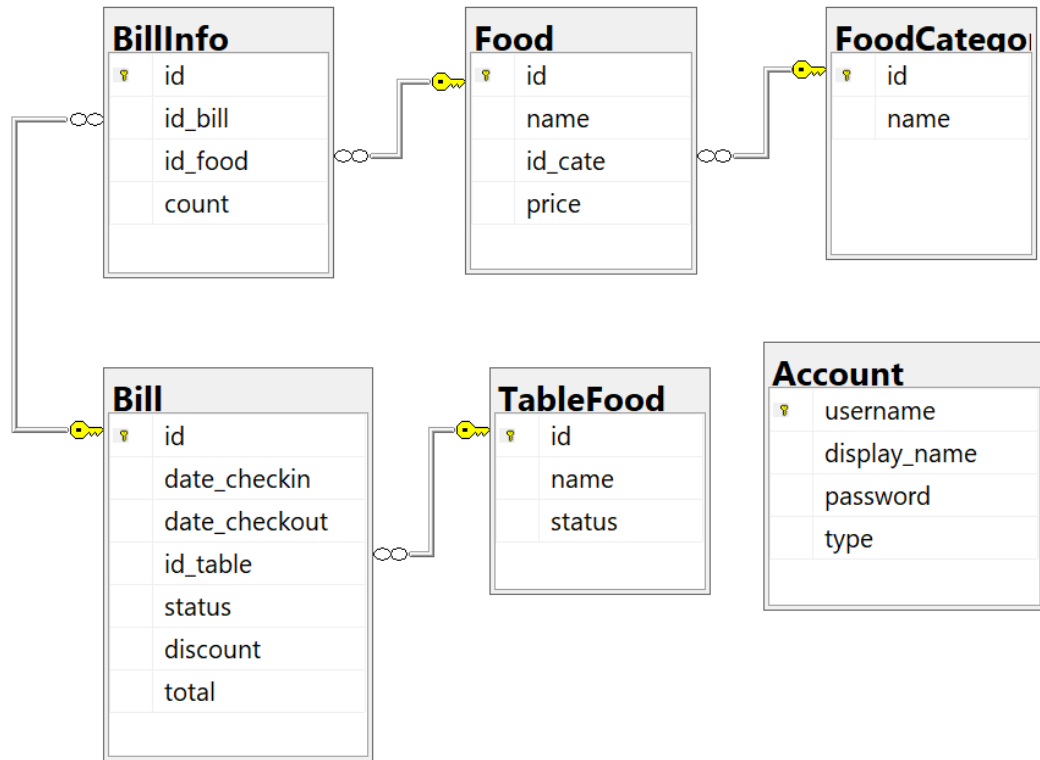 BillInfo
id
id_bill
id_food
count
Food
id
name
id_cate
price
FoodCategor
id
name
Bill
id
date_checkin
date_checkout
id_table
status
discount
total
TableFood
id
name
status
Account
username
display_name
password
type